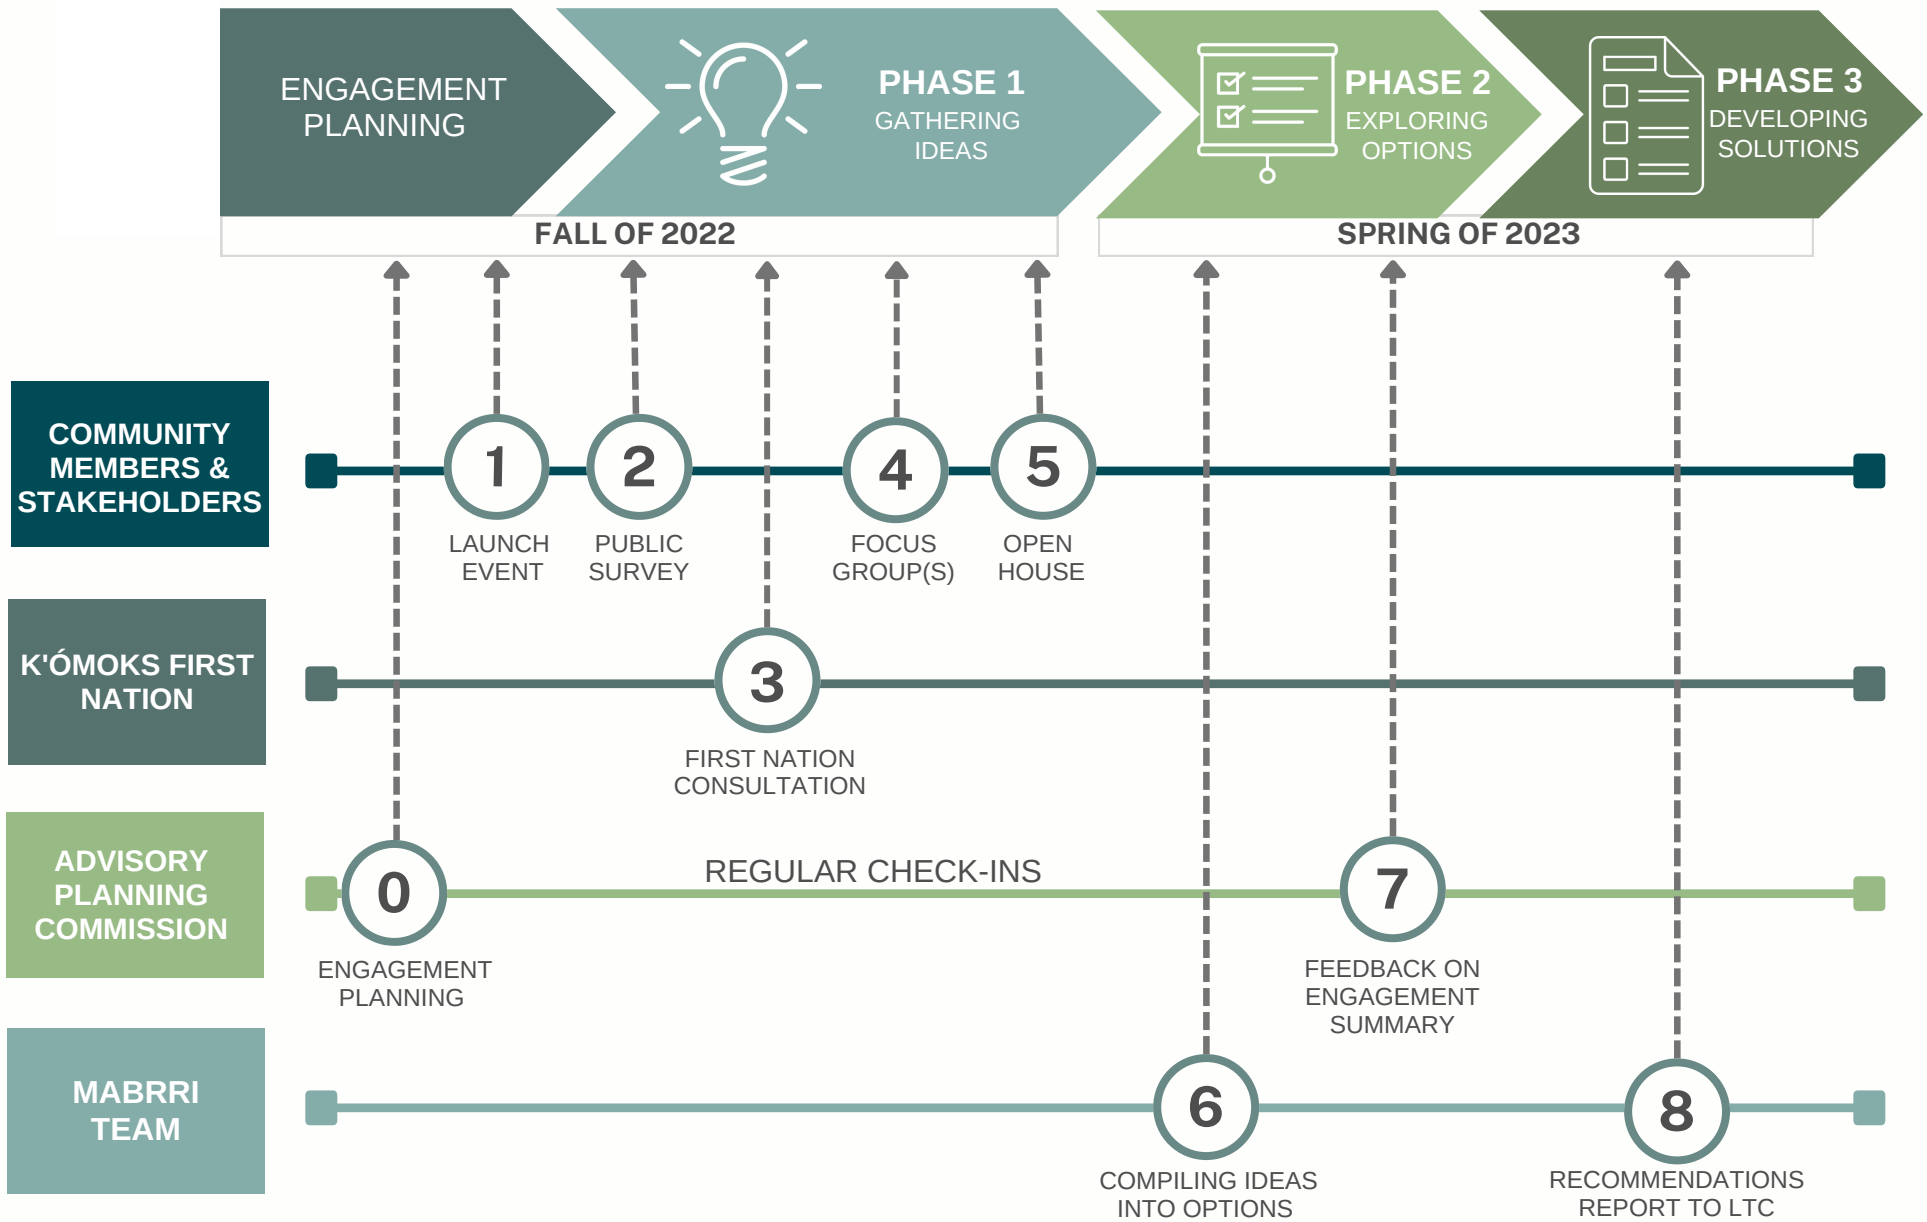 ENGAGEMENT
PLANNING
PHASE 1
GATHERING
IDEAS
PHASE 2
EXPLORING
OPTIONS
PHASE 3
DEVELOPING
SOLUTIONS
FALL OF 2022
SPRING OF 2023
COMMUNITY
MEMBERS &
STAKEHOLDERS
1
LAUNCH
EVENT
2
PUBLIC
SURVEY
4
FOCUS
GROUP(S)
5
OPEN
HOUSE
K'ÓMOKS FIRST
NATION
3
FIRST NATION
CONSULTATION
ADVISORY
PLANNING
COMMISSION
0
ENGAGEMENT
PLANNING
REGULAR CHECK-INS
7
FEEDBACK ON
ENGAGEMENT
SUMMARY
MABRRI
TEAM
6
COMPILING IDEAS
INTO OPTIONS
8
RECOMMENDATIONS
REPORT TO LTC